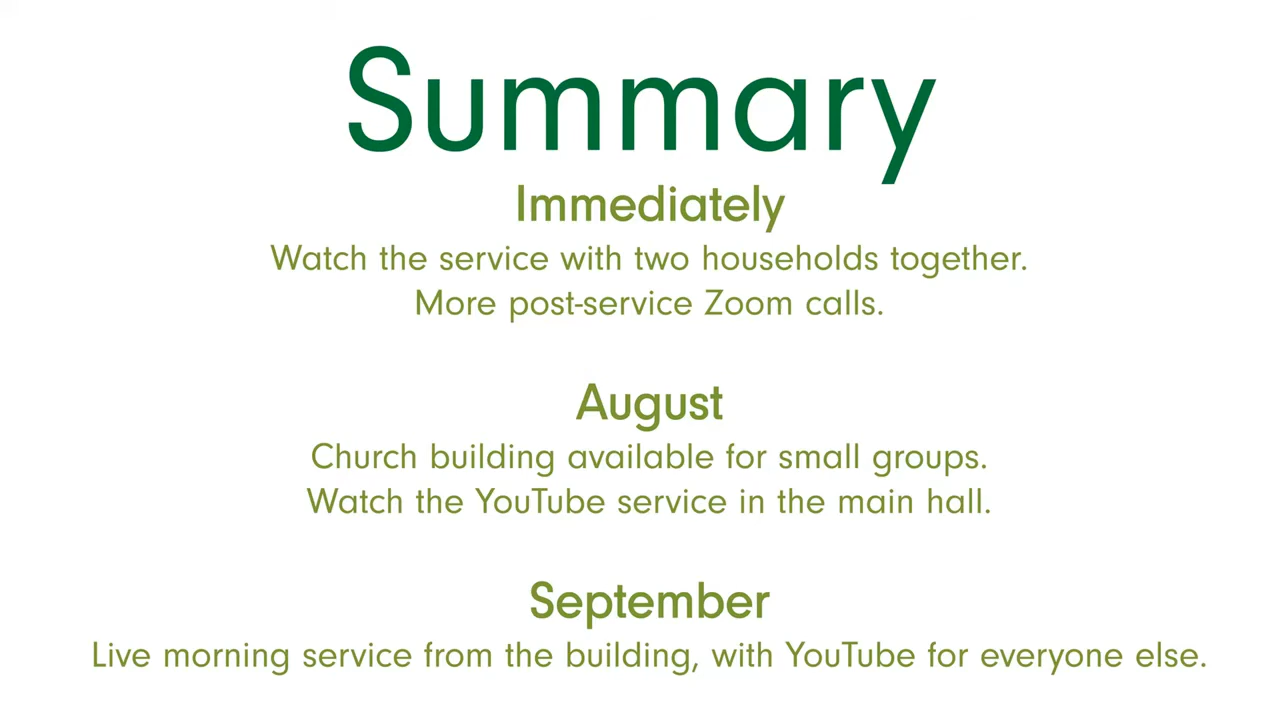 Summary
Immediately
Watch the service with two households together.
More post-service Zoom calls.
August
Church building available for small groups.
Watch the YouTube service in the main hall.
September
Live morning service from the building, with YouTube for everyone else.